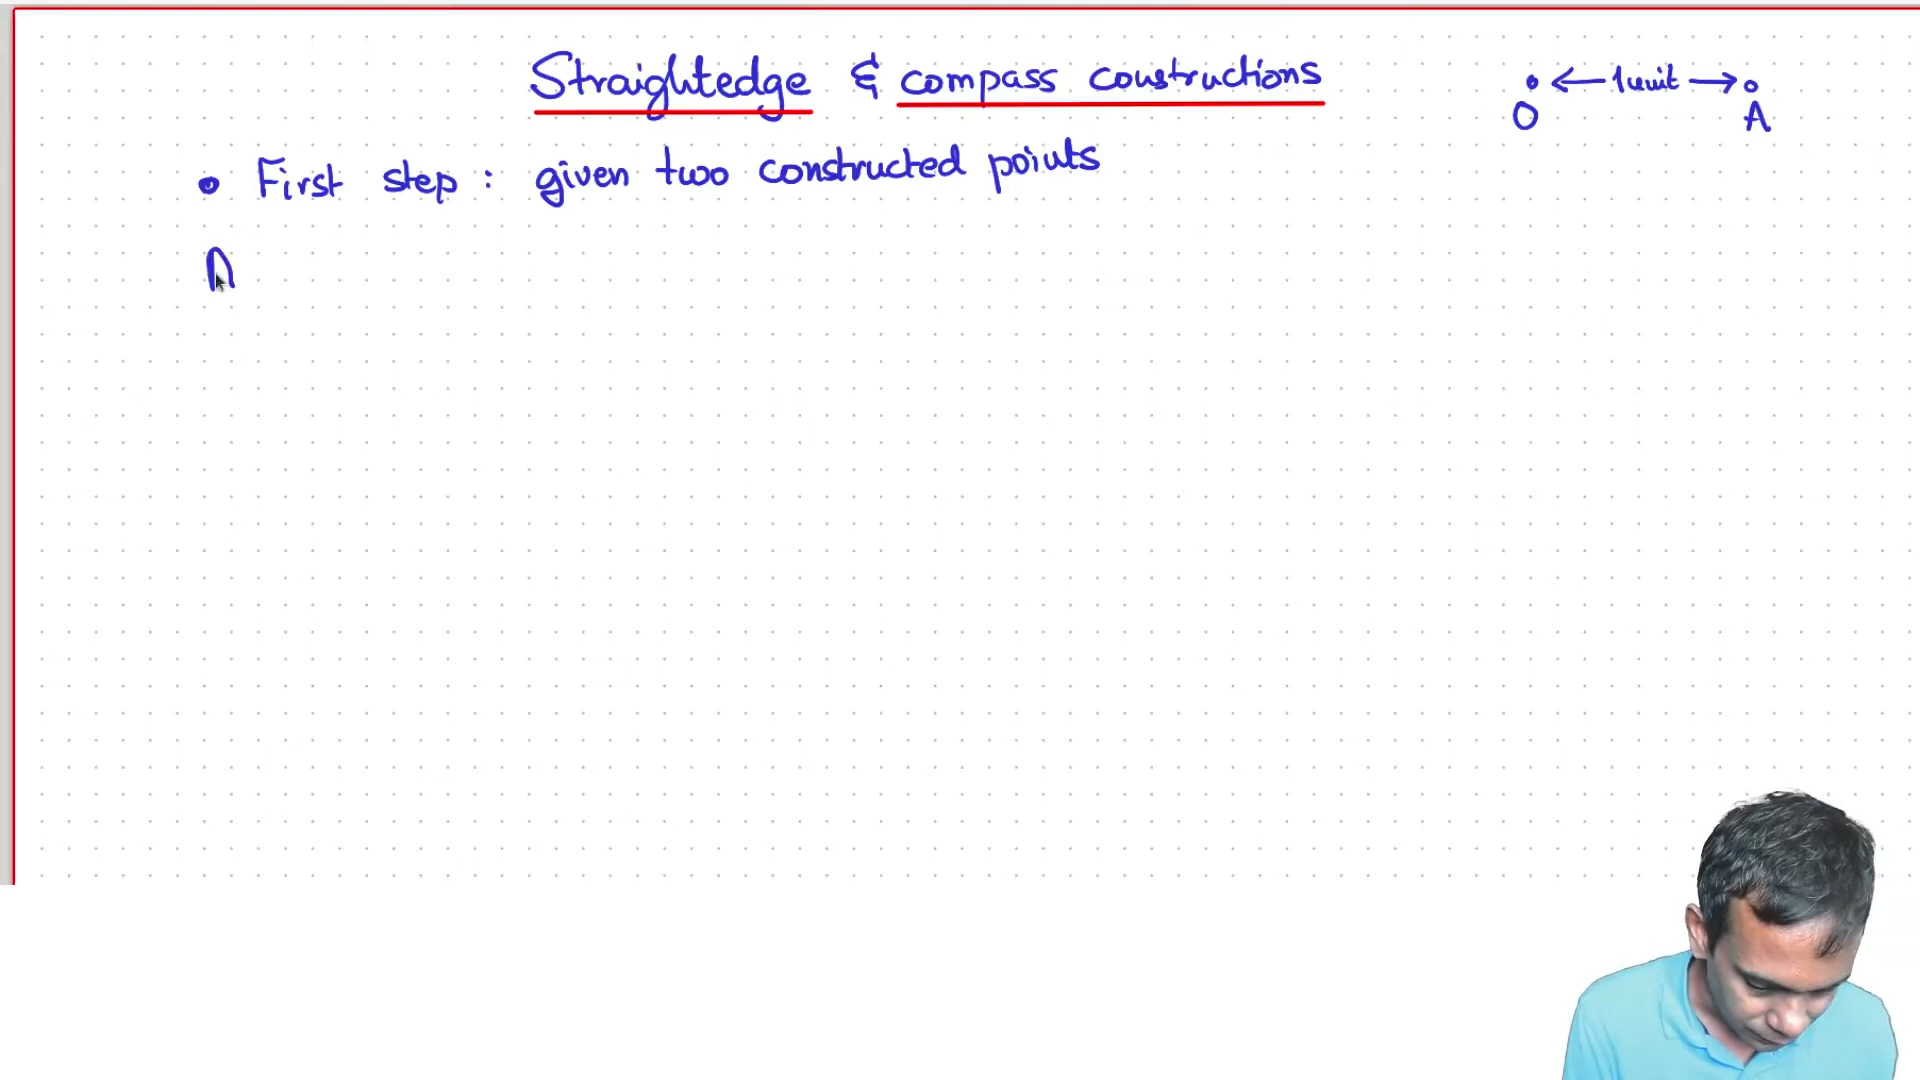 Straightedge & compass constructions
• ← 1 unit → •
O A
• First step : given two constructed points